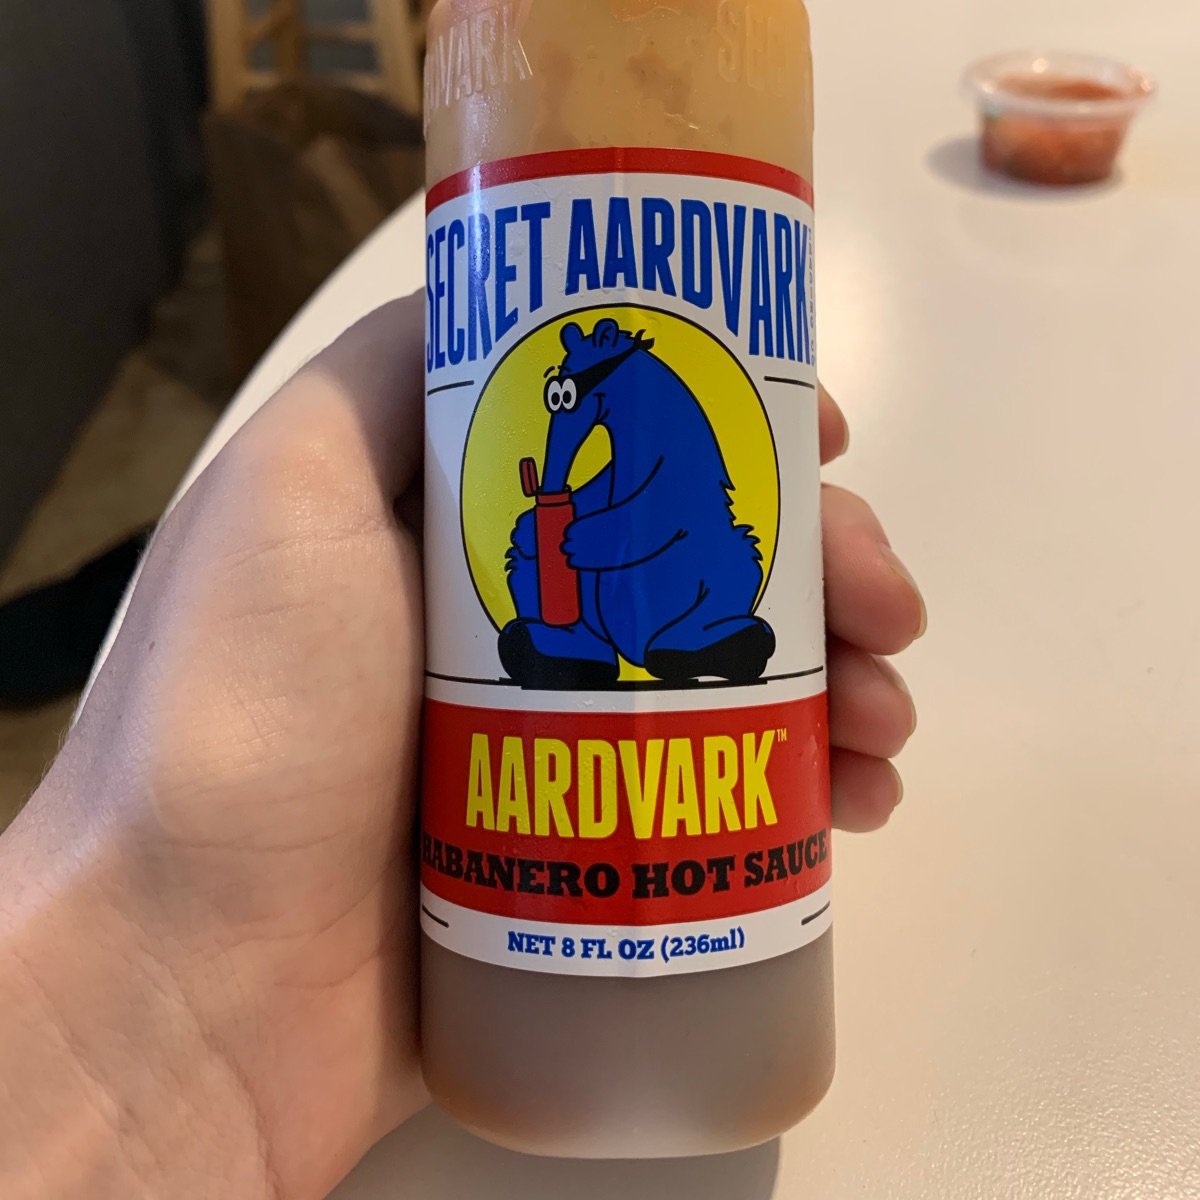 SECRET AARDVARK
AARDVARK™
HABANERO HOT SAUCE
NET 8 FL OZ (236ml)